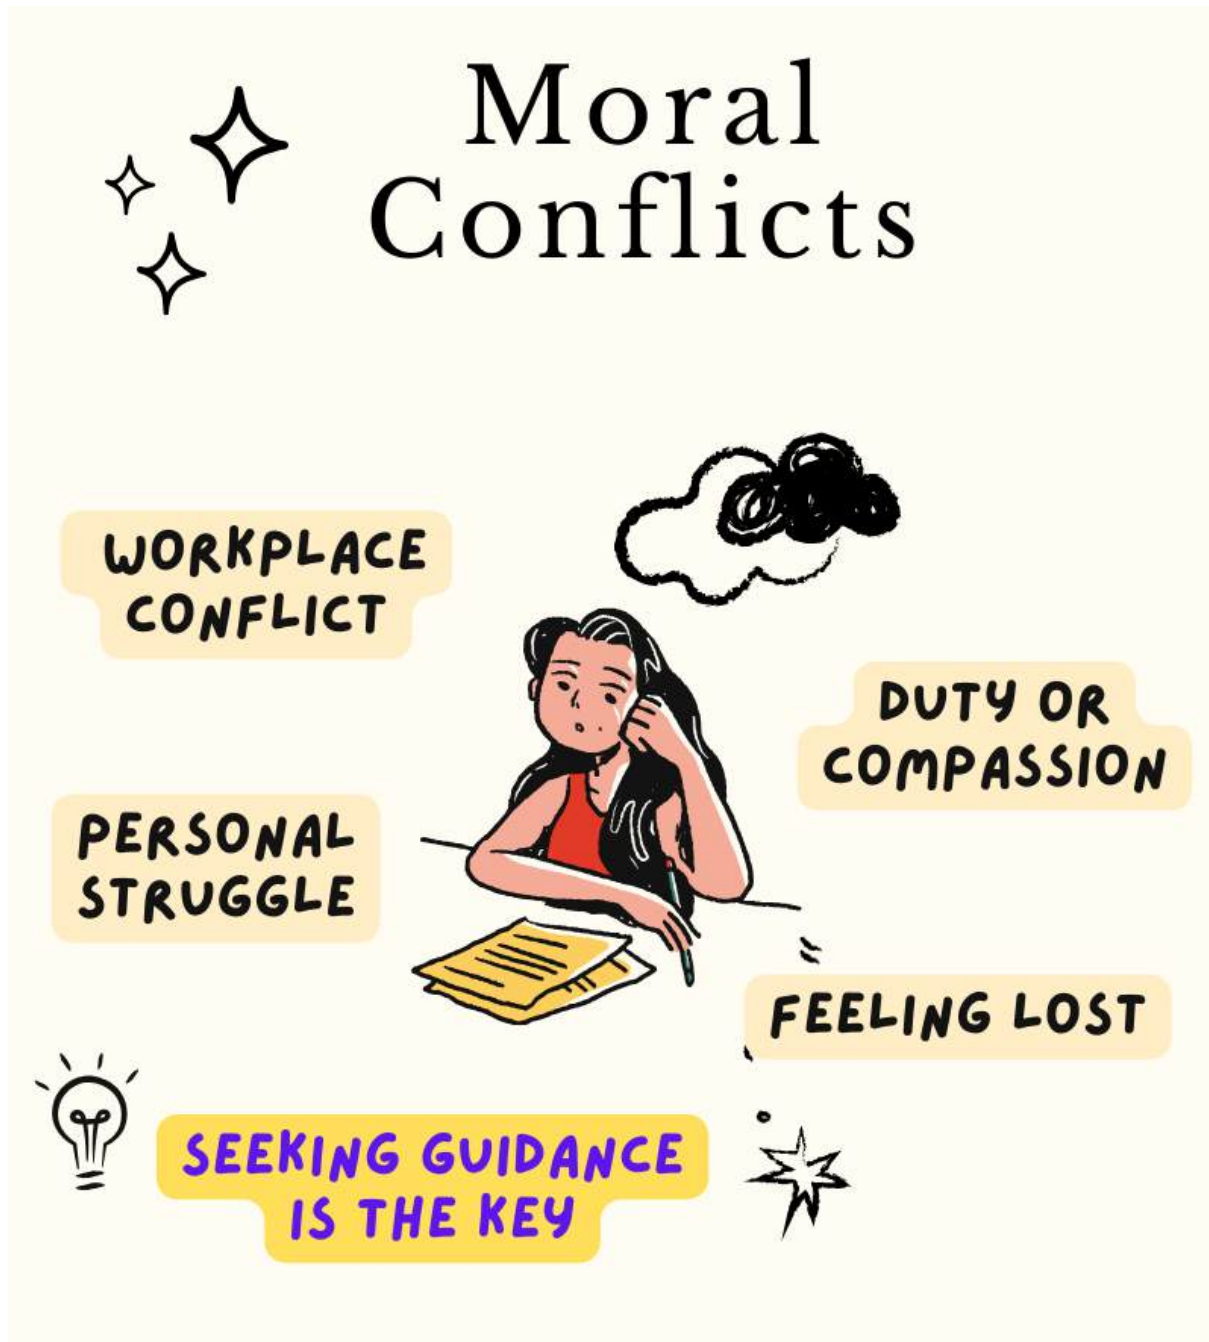 Moral
Conflicts
WORKPLACE
CONFLICT
DUTY OR
COMPASSION
PERSONAL
STRUGGLE
FEELING LOST
SEEKING GUIDANCE
IS THE KEY